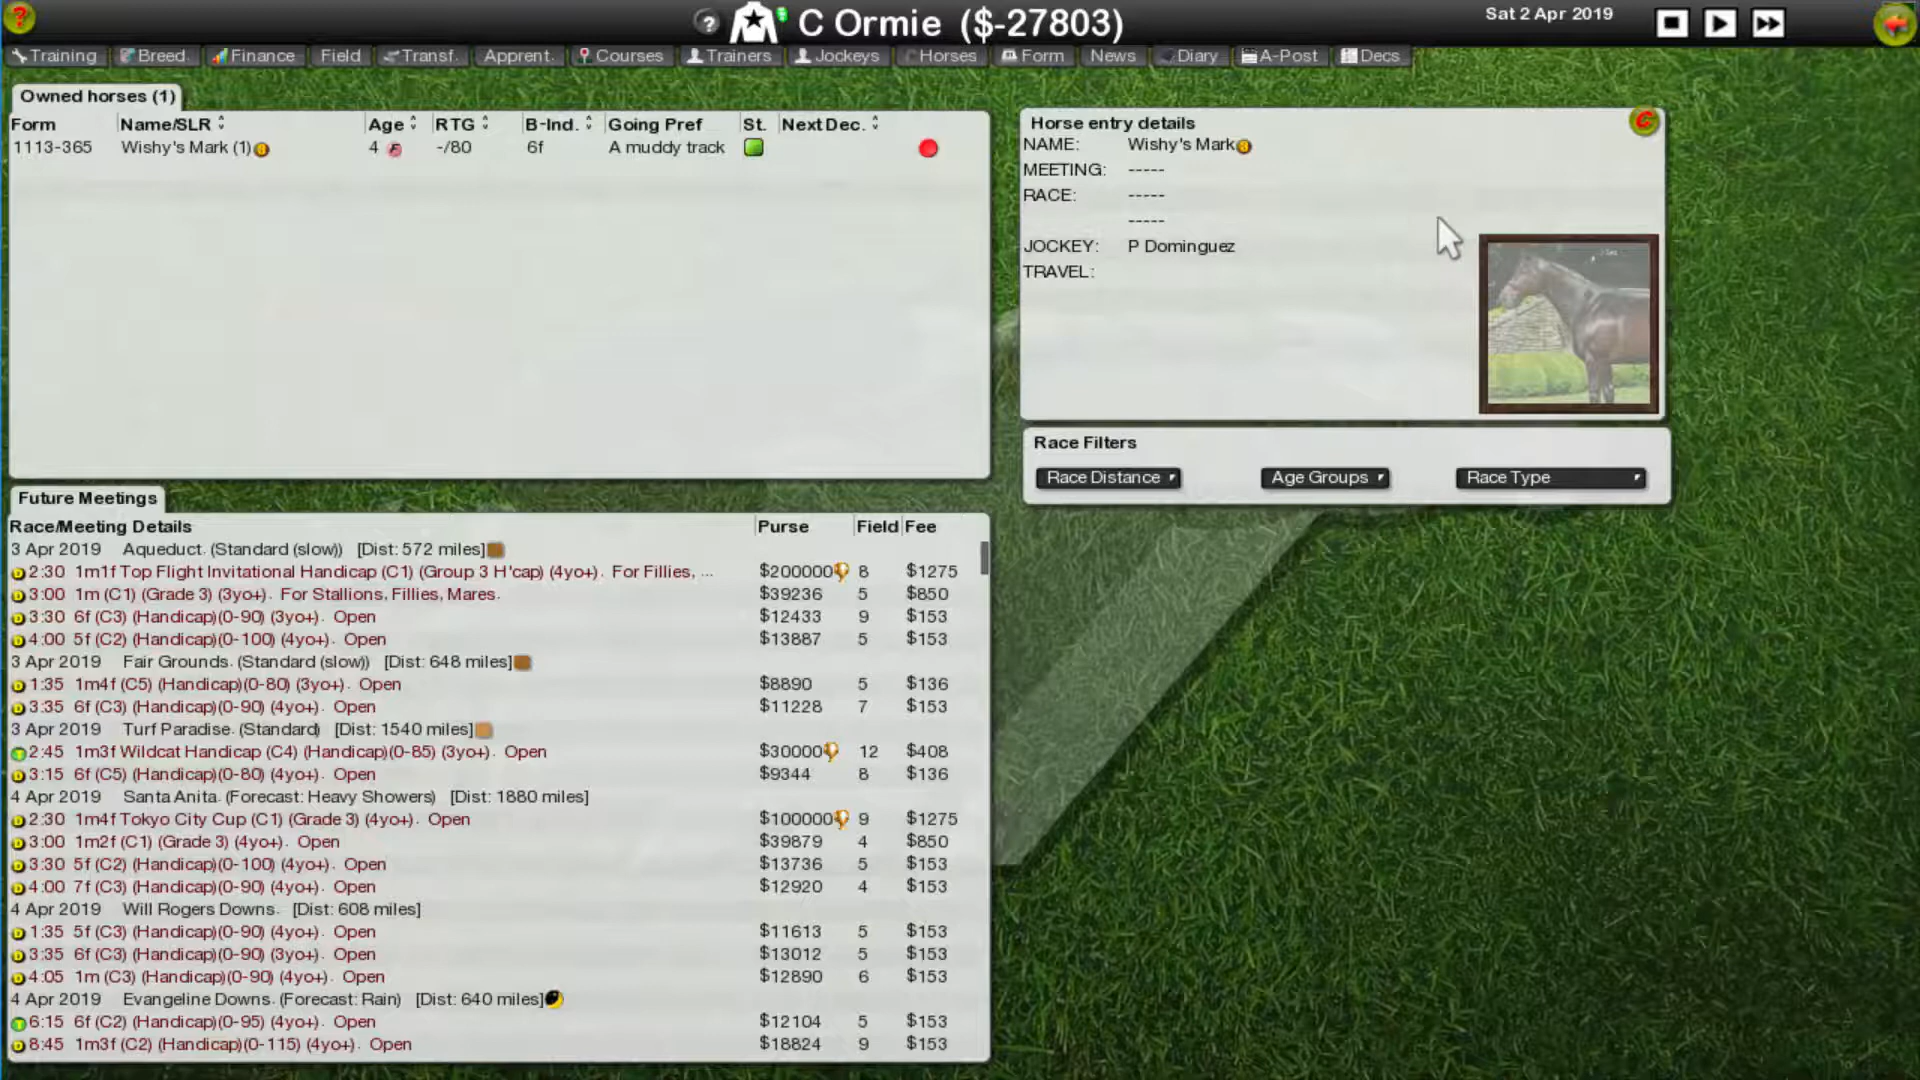 ? ? C Ormie ($-27803) Sat 2 Apr 2019
Training Breed. Finance Field Transf. Apprent. Courses Trainers Jockeys Horses Form News Diary A-Post Decs
Owned horses (1)
Form Name/SLR Age RTG B-Ind. Going Pref St. Next Dec.
1113-365 Wishy's Mark (1) 4 F -/80 6f A muddy track
Horse entry details
NAME: Wishy's Mark
MEETING: -----
RACE: -----
-----
JOCKEY: P Dominguez
TRAVEL:
Race Filters
Race Distance Age Groups Race Type
Future Meetings
Race/Meeting Details Purse Field Fee
3 Apr 2019 Aqueduct. (Standard (slow)) [Dist: 572 miles]
D 2:30 1m1f Top Flight Invitational Handicap (C1) (Group 3 H'cap) (4yo+). For Fillies, ... $200000 8 $1275
D 3:00 1m (C1) (Grade 3) (3yo+). For Stallions, Fillies, Mares. $39236 5 $850
D 3:30 6f (C3) (Handicap)(0-90) (3yo+). Open $12433 9 $153
D 4:00 5f (C2) (Handicap)(0-100) (4yo+). Open $13887 5 $153
3 Apr 2019 Fair Grounds. (Standard (slow)) [Dist: 648 miles]
D 1:35 1m4f (C5) (Handicap)(0-80) (3yo+). Open $8890 5 $136
D 3:35 6f (C3) (Handicap)(0-90) (4yo+). Open $11228 7 $153
3 Apr 2019 Turf Paradise. (Standard) [Dist: 1540 miles]
T 2:45 1m3f Wildcat Handicap (C4) (Handicap)(0-85) (3yo+). Open $30000 12 $408
D 3:15 6f (C5) (Handicap)(0-80) (4yo+). Open $9344 8 $136
4 Apr 2019 Santa Anita. (Forecast: Heavy Showers) [Dist: 1880 miles]
D 2:30 1m4f Tokyo City Cup (C1) (Grade 3) (4yo+). Open $100000 9 $1275
D 3:00 1m2f (C1) (Grade 3) (4yo+). Open $39879 4 $850
D 3:30 5f (C2) (Handicap)(0-100) (4yo+). Open $13736 5 $153
D 4:00 7f (C3) (Handicap)(0-90) (4yo+). Open $12920 4 $153
4 Apr 2019 Will Rogers Downs. [Dist: 608 miles]
D 1:35 5f (C3) (Handicap)(0-90) (4yo+). Open $11613 5 $153
D 3:35 6f (C3) (Handicap)(0-90) (3yo+). Open $13012 5 $153
D 4:05 1m (C3) (Handicap)(0-90) (4yo+). Open $12890 6 $153
4 Apr 2019 Evangeline Downs. (Forecast: Rain) [Dist: 640 miles]
T 6:15 6f (C2) (Handicap)(0-95) (4yo+). Open $12104 5 $153
D 8:45 1m3f (C2) (Handicap)(0-115) (4yo+). Open $18824 9 $153